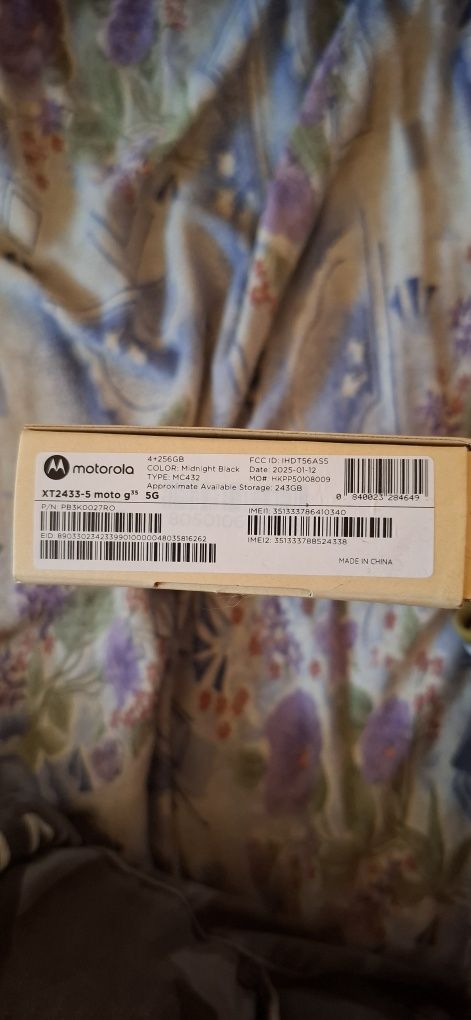 motorola
XT2433-5 moto g³⁵ 5G
4+256GB
COLOR: Midnight Black
TYPE: MC432
Approximate Available Storage: 243GB
FCC ID: IHDT56AS5
Date: 2025-01-12
MO# HKPP50108009
0 840023 284649
P/N: PB3K0027RO
EID: 89033023423399010000048035816262
IMEI1: 351333786410340
IMEI2: 351333788524338
MADE IN CHINA